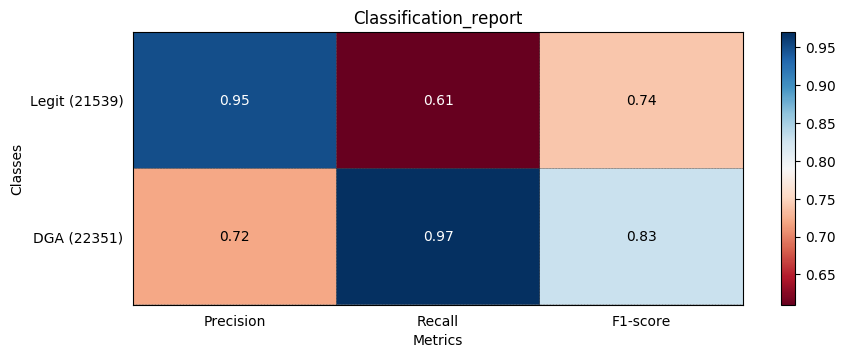 Classification_report
Legit (21539) 0.95 0.61 0.74
DGA (22351) 0.72 0.97 0.83
Classes
Precision Recall F1-score
Metrics
0.95
0.90
0.85
0.80
0.75
0.70
0.65